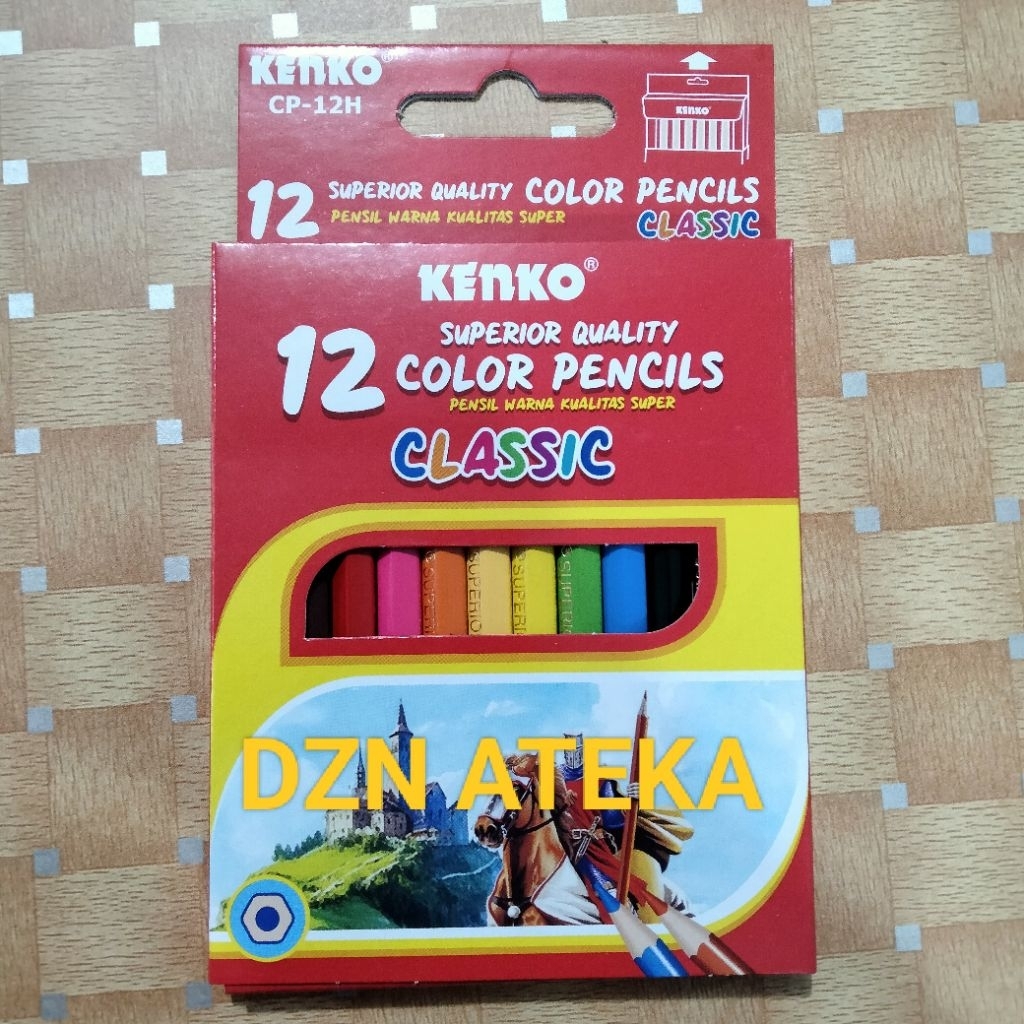 KENKO®
CP-12H
KENKO®
12 SUPERIOR QUALITY COLOR PENCILS
PENSIL WARNA KUALITAS SUPER
CLASSIC
KENKO®
12 SUPERIOR QUALITY
COLOR PENCILS
PENSIL WARNA KUALITAS SUPER
CLASSIC
SUPERIO
DZN ATEKA